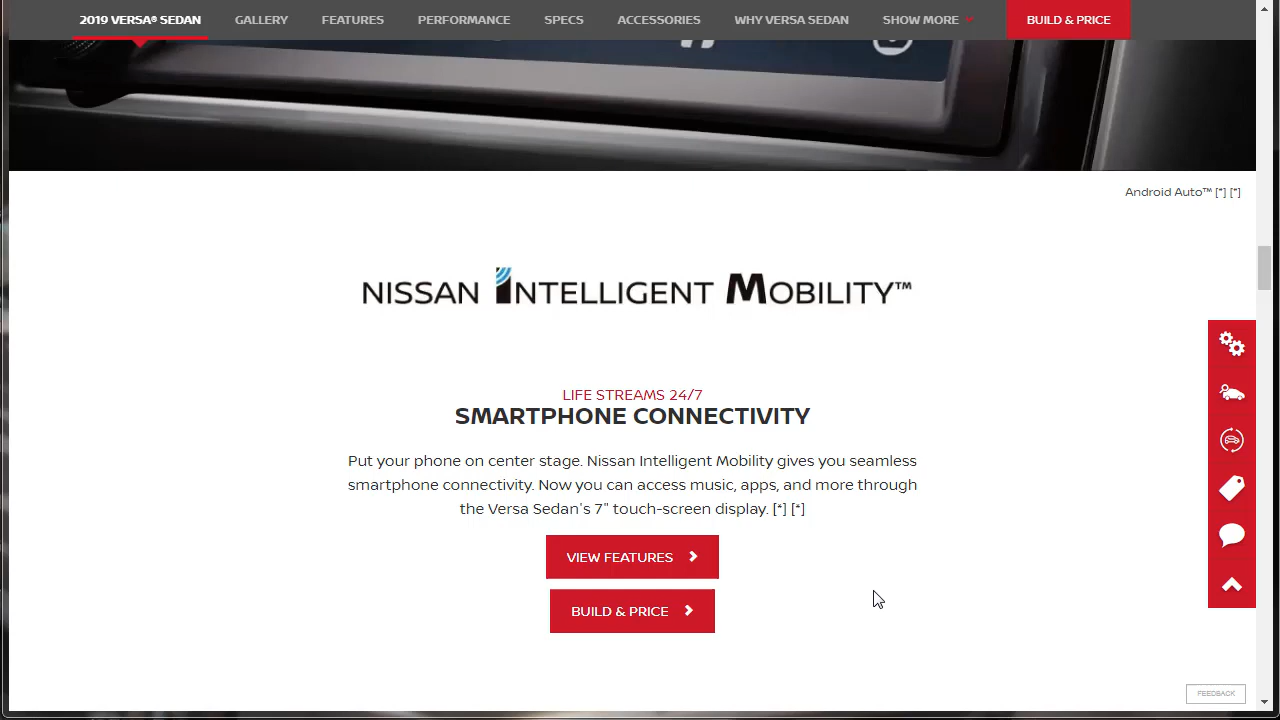 2019 VERSA® SEDAN GALLERY FEATURES PERFORMANCE SPECS ACCESSORIES WHY VERSA SEDAN SHOW MORE BUILD & PRICE
Android Auto™ [*] [*]
NISSAN INTELLIGENT MOBILITY™
LIFE STREAMS 24/7
SMARTPHONE CONNECTIVITY
Put your phone on center stage. Nissan Intelligent Mobility gives you seamless
smartphone connectivity. Now you can access music, apps, and more through
the Versa Sedan's 7" touch-screen display. [*] [*]
VIEW FEATURES
BUILD & PRICE
FEEDBACK